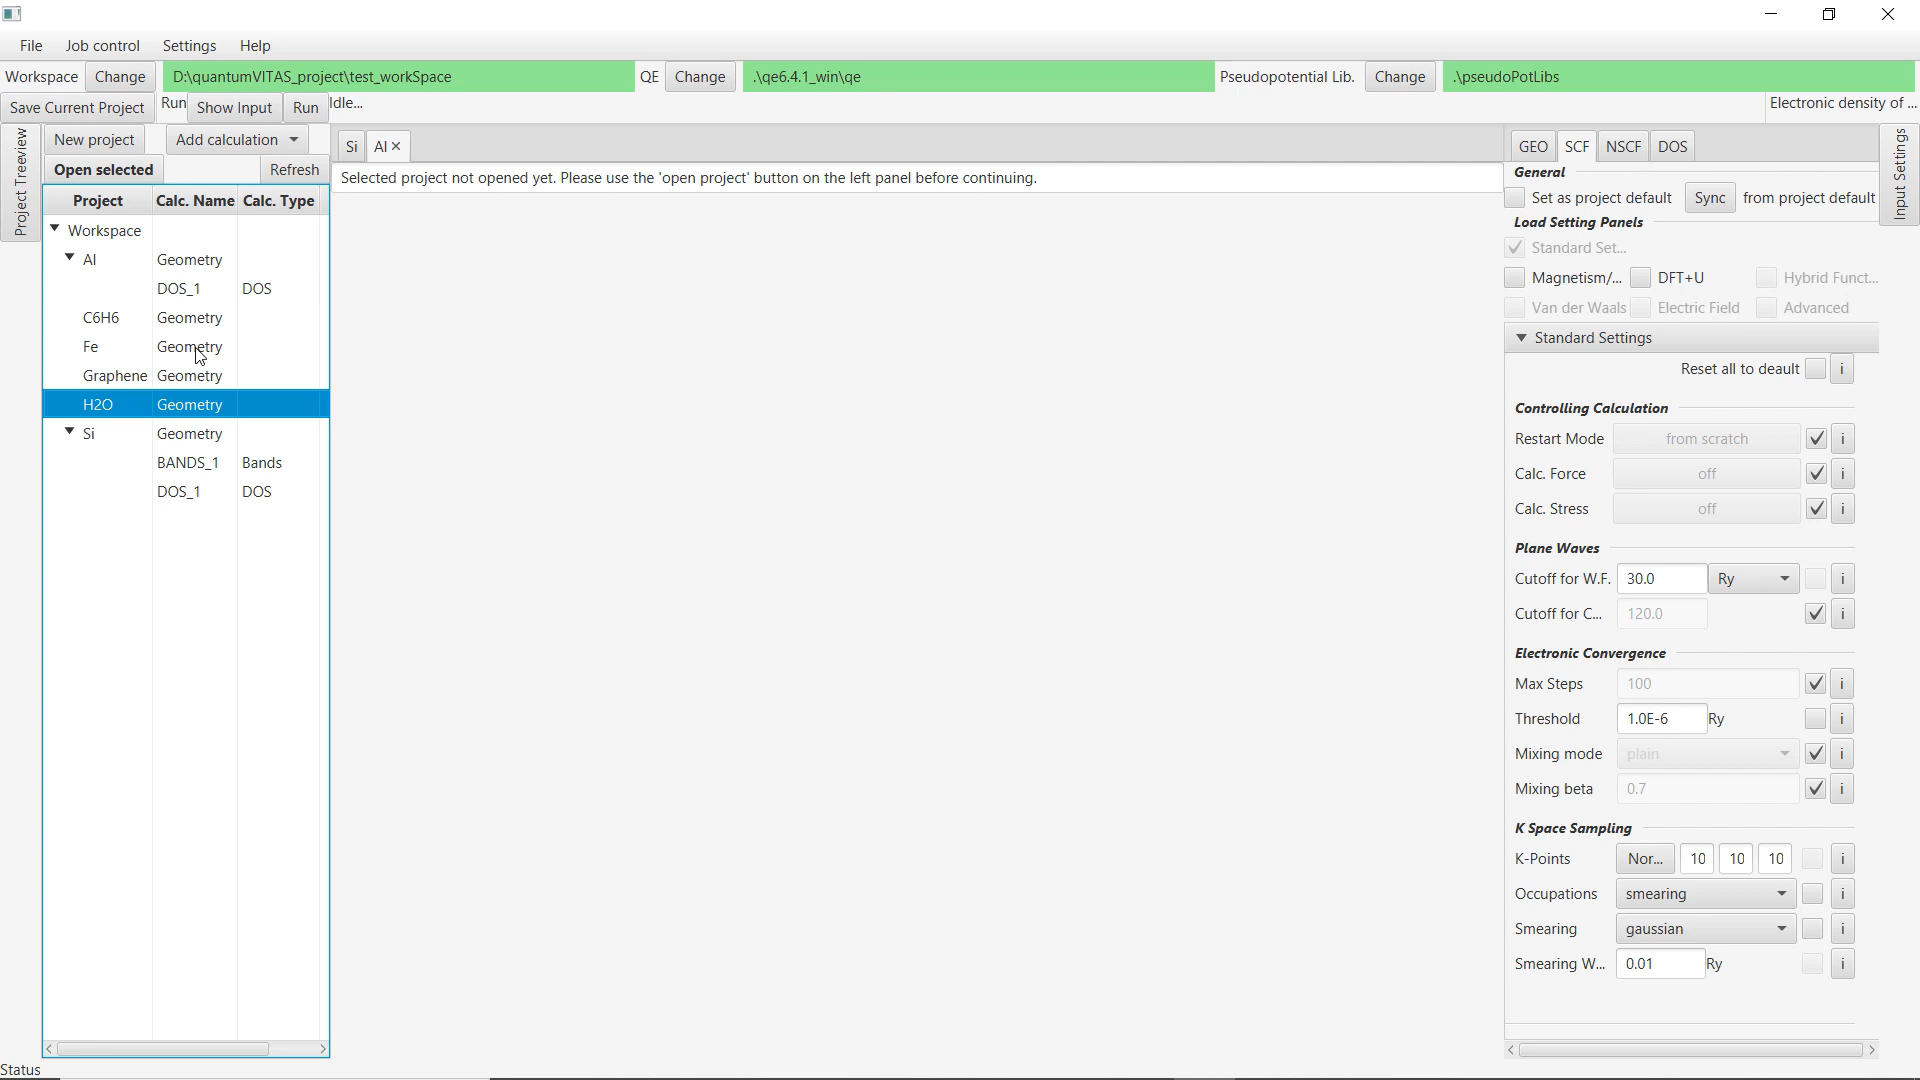 File Job control Settings Help
Workspace Change D:\quantumVITAS_project\test_workSpace QE Change .\qe6.4.1_win\qe Pseudopotential Lib. Change .\pseudoPotLibs
Save Current Project Run Show Input Run Idle... Electronic density of ...
Project Treeview
New project Add calculation
Open selected Refresh
Project Calc. Name Calc. Type
Workspace
Al Geometry
DOS_1 DOS
C6H6 Geometry
Fe Geometry
Graphene Geometry
H2O Geometry
Si Geometry
BANDS_1 Bands
DOS_1 DOS
Si Al
Selected project not opened yet. Please use the 'open project' button on the left panel before continuing.
GEO SCF NSCF DOS
Input Settings
General
Set as project default Sync from project default
Load Setting Panels
Standard Set...
Magnetism/... DFT+U Hybrid Funct...
Van der Waals Electric Field Advanced
Standard Settings
Reset all to deault i
Controlling Calculation
Restart Mode from scratch i
Calc. Force off i
Calc. Stress off i
Plane Waves
Cutoff for W.F. 30.0 Ry i
Cutoff for C... 120.0 i
Electronic Convergence
Max Steps 100 i
Threshold 1.0E-6 Ry i
Mixing mode plain i
Mixing beta 0.7 i
K Space Sampling
K-Points Nor... 10 10 10 i
Occupations smearing i
Smearing gaussian i
Smearing W... 0.01 Ry i
Status